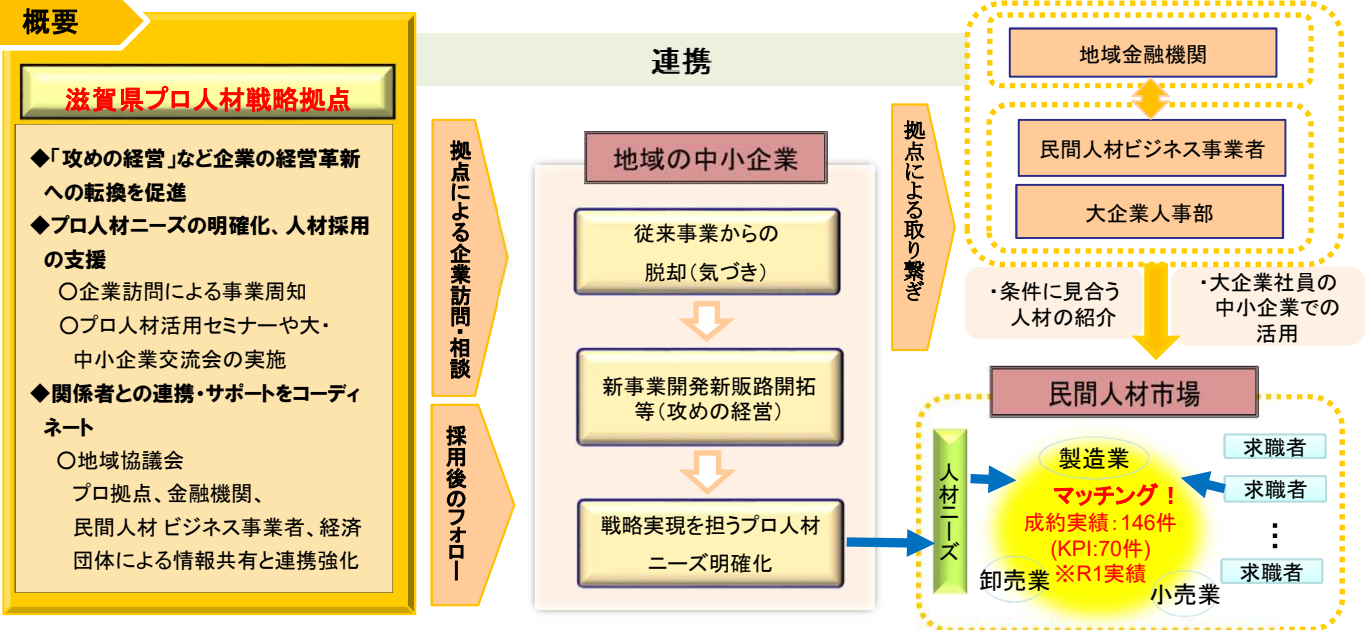 概要
滋賀県プロ人材戦略拠点
◆「攻めの経営」など企業の経営革新
への転換を促進
◆プロ人材ニーズの明確化、人材採用
の支援
〇企業訪問による事業周知
〇プロ人材活用セミナーや大・
中小企業交流会の実施
◆関係者との連携・サポートをコーディ
ネート
〇地域協議会
プロ拠点、金融機関、
民間人材 ビジネス事業者、経済
団体による情報共有と連携強化
連携
拠点による企業訪問・相談
採用後のフォロー
地域の中小企業
従来事業からの
脱却（気づき）
新事業開発新販路開拓
等（攻めの経営）
戦略実現を担うプロ人材
ニーズ明確化
拠点による取り繋ぎ
地域金融機関
民間人材ビジネス事業者
大企業人事部
・条件に見合う
人材の紹介
・大企業社員の
中小企業での
活用
民間人材市場
人材ニーズ
製造業
マッチング！
成約実績：146件
(KPI:70件)
※R1実績
卸売業
小売業
求職者
求職者
⋮
求職者